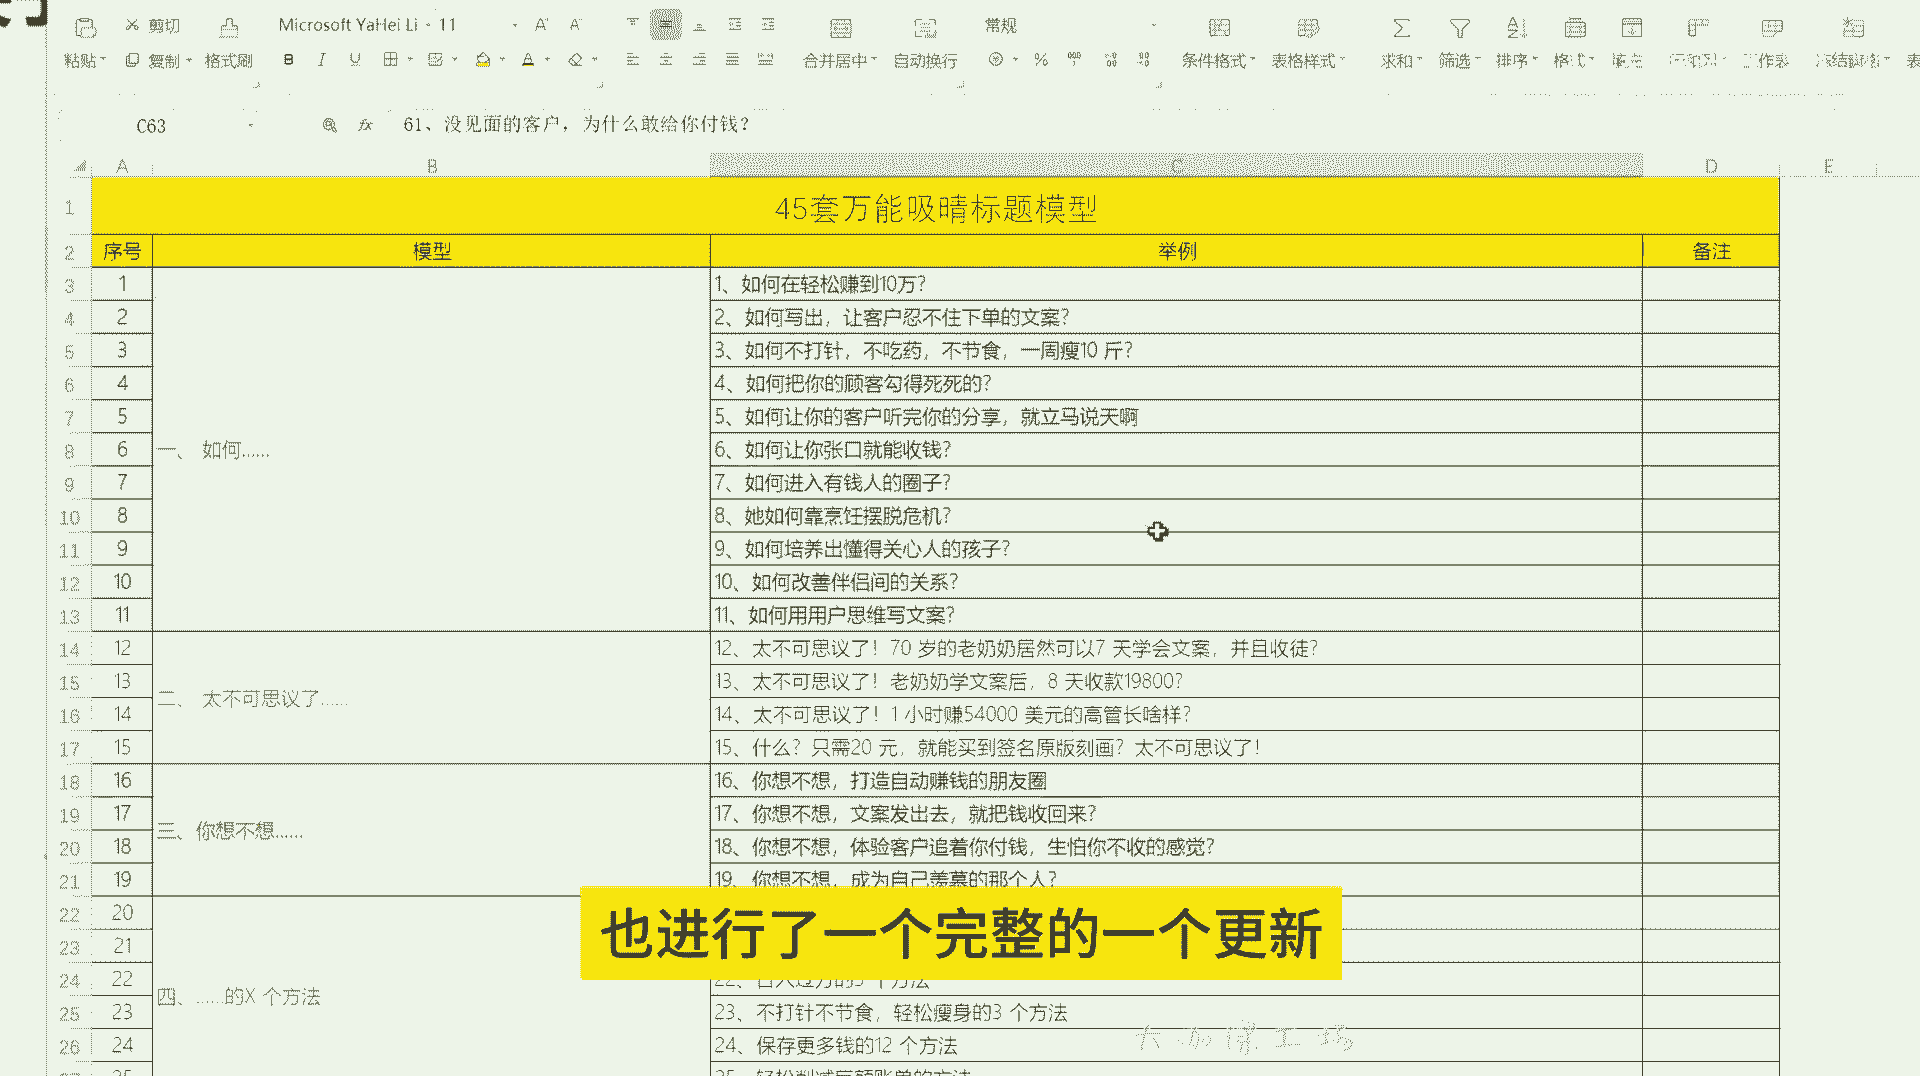 剪切
Microsoft YaHei Li
11
常规
粘贴
复制
格式刷
B I U
A
合并居中
自动换行
%
条件格式
表格样式
求和
筛选
排序
格式
填充
工作表
冻结
C63
fx
61、没见面的客户，为什么敢给你付钱？
A B C D E
1 45套万能吸睛标题模型
2 序号 模型 举例 备注
3 1 1、如何在轻松赚到10万？
4 2 2、如何写出，让客户忍不住下单的文案？
5 3 3、如何不打针，不吃药，不节食，一周瘦10 斤？
6 4 4、如何把你的顾客勾得死死的？
7 5 5、如何让你的客户听完你的分享，就立马说天啊
8 6 一、 如何...... 6、如何让你张口就能收钱？
9 7 7、如何进入有钱人的圈子？
10 8 8、她如何靠烹饪摆脱危机？
11 9 9、如何培养出懂得关心人的孩子？
12 10 10、如何改善伴侣间的关系？
13 11 11、如何用用户思维写文案？
14 12 12、太不可思议了！70 岁的老奶奶居然可以7 天学会文案，并且收徒？
15 13 二、 太不可思议了...... 13、太不可思议了！老奶奶学文案后，8 天收款19800？
16 14 14、太不可思议了！1 小时赚54000 美元的高管长啥样？
17 15 15、什么？只需20 元，就能买到签名原版刻画？太不可思议了！
18 16 16、你想不想，打造自动赚钱的朋友圈
19 17 三、你想不想...... 17、你想不想，文案发出去，就把钱收回来？
20 18 18、你想不想，体验客户追着你付钱，生怕你不收的感觉？
21 19 19、你想不想，成为自己羡慕的那个人？
22 20
23 21
也进行了一个完整的一个更新
24 22
四、......的X 个方法
25 23 23、不打针不节食，轻松瘦身的3 个方法
26 24 24、保存更多钱的12 个方法